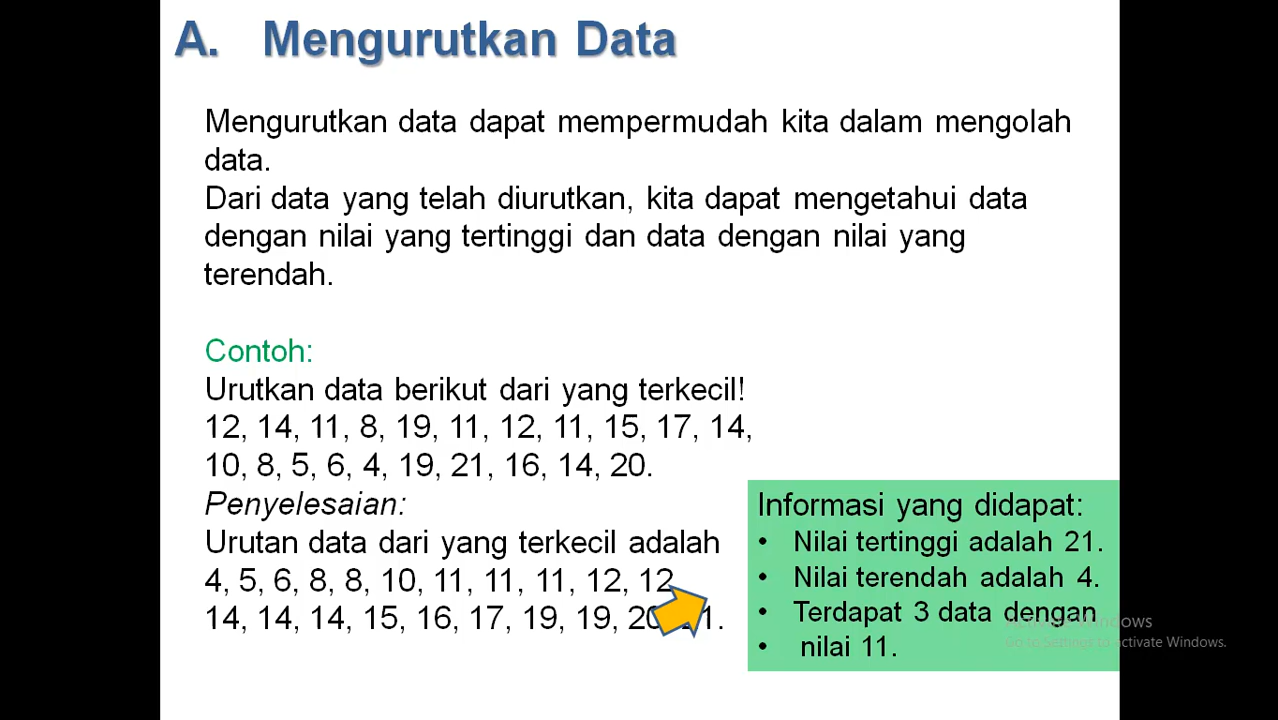 A. Mengurutkan Data
Mengurutkan data dapat mempermudah kita dalam mengolah
data.
Dari data yang telah diurutkan, kita dapat mengetahui data
dengan nilai yang tertinggi dan data dengan nilai yang
terendah.
Contoh:
Urutkan data berikut dari yang terkecil!
12, 14, 11, 8, 19, 11, 12, 11, 15, 17, 14,
10, 8, 5, 6, 4, 19, 21, 16, 14, 20.
Penyelesaian:
Urutan data dari yang terkecil adalah
4, 5, 6, 8, 8, 10, 11, 11, 11, 12, 12
14, 14, 14, 15, 16, 17, 19, 19, 20, 21.
Informasi yang didapat:
• Nilai tertinggi adalah 21.
• Nilai terendah adalah 4.
• Terdapat 3 data dengan
• nilai 11.
Activate Windows
Go to Settings to activate Windows.